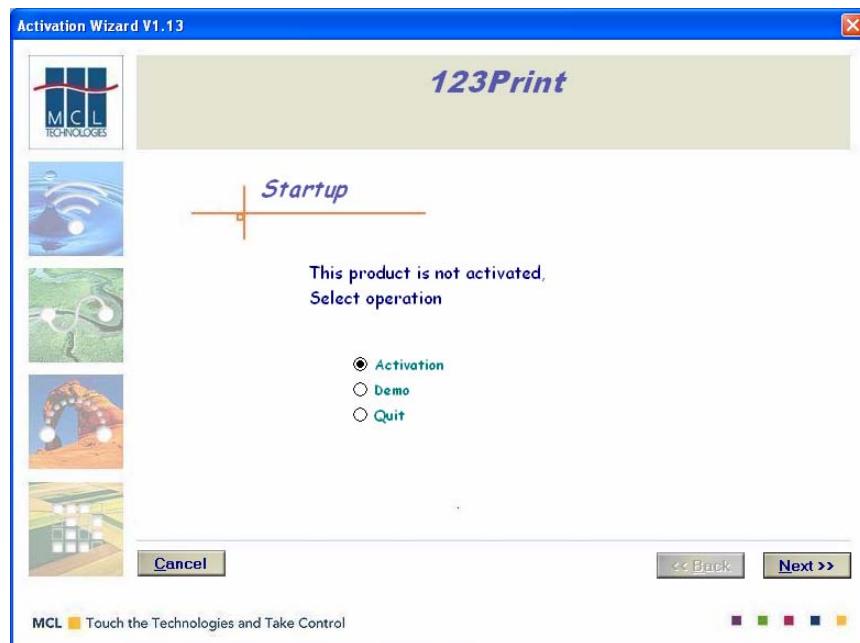 Activation Wizard V1.13
MCL
TECHNOLOGIES
123Print
Startup
This product is not activated,
Select operation
Activation
Demo
Quit
Cancel
<< Back
Next >>
MCL Touch the Technologies and Take Control